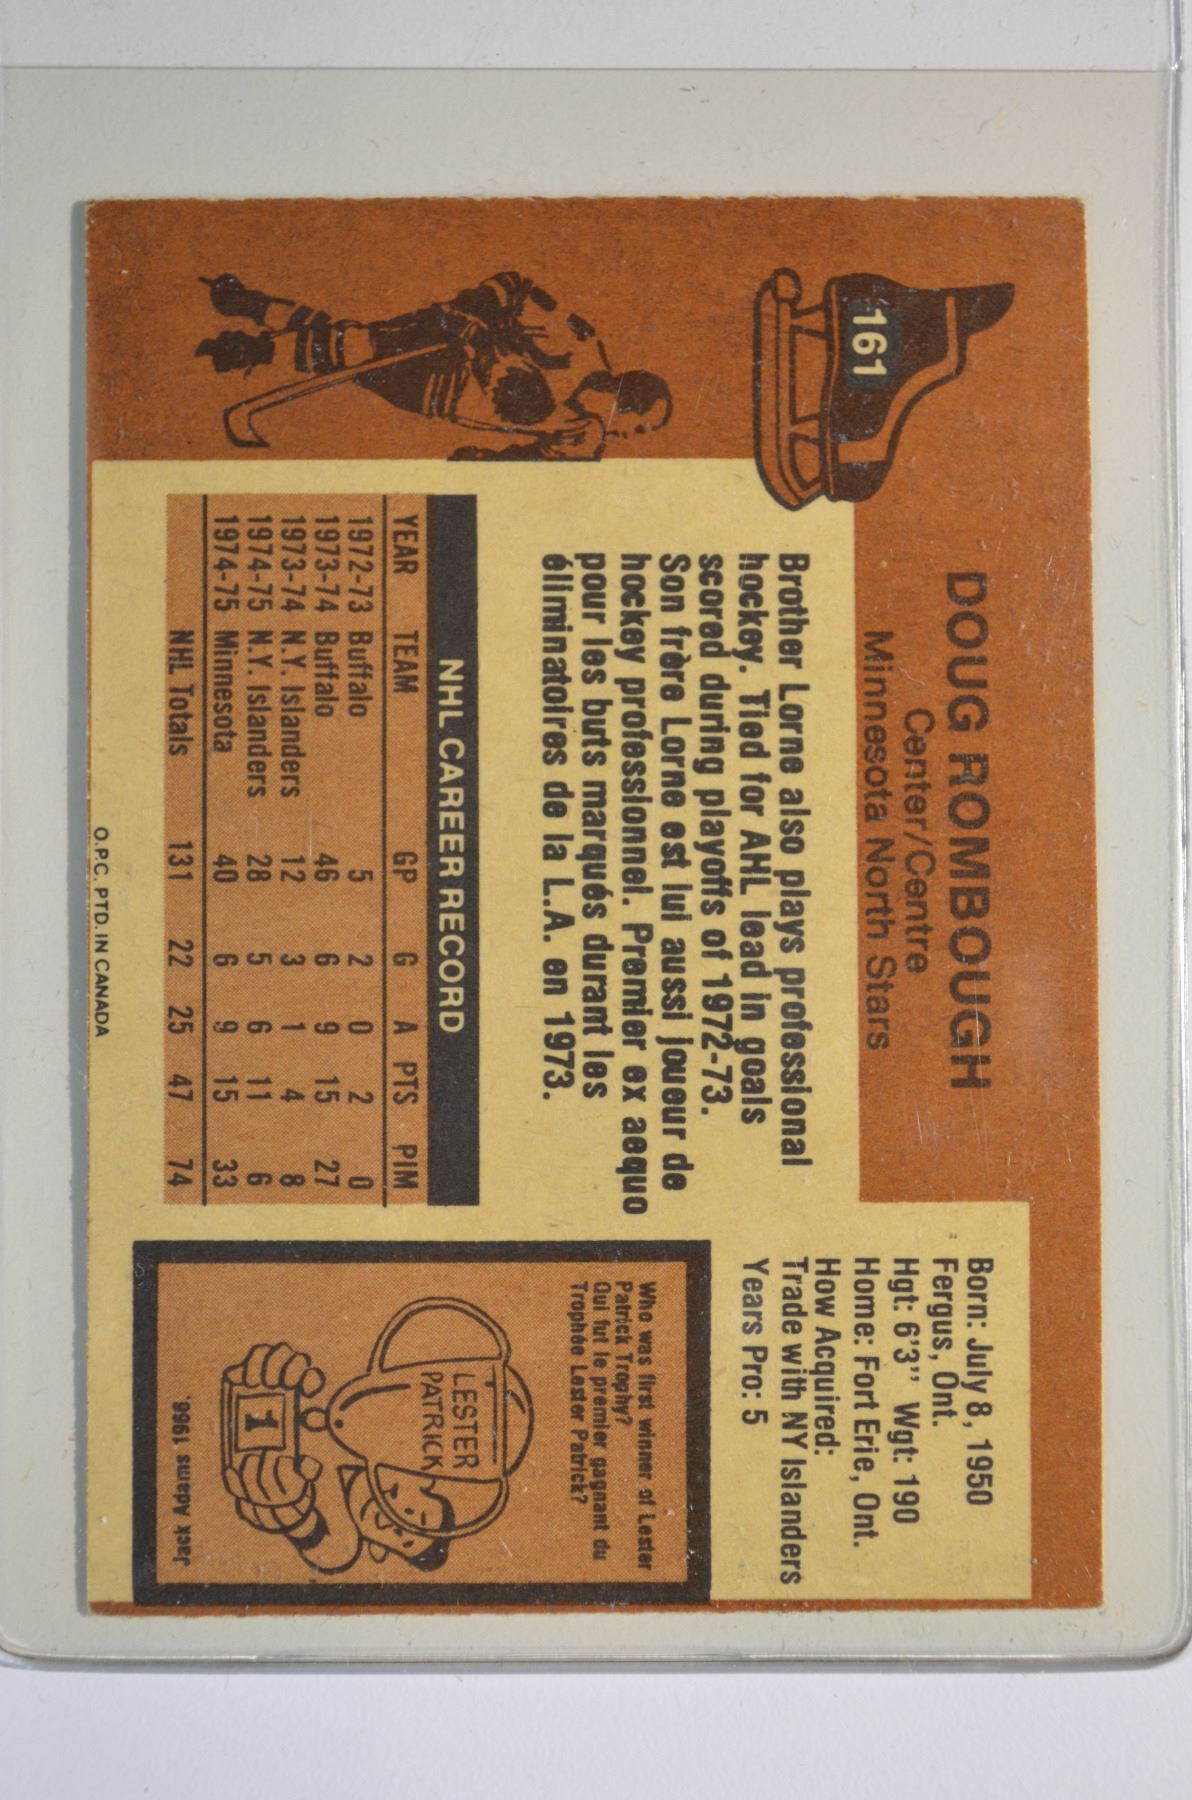 161
DOUG ROMBOUGH
Center/Centre
Minnesota North Stars
Born: July 8, 1950
Fergus, Ont.
Hgt: 6'3" Wgt: 190
Home: Fort Erie, Ont.
How Acquired:
Trade with NY Islanders
Years Pro: 5
Brother Lorne also plays professional
hockey. Tied for AHL lead in goals
scored during playoffs of 1972-73.
Son frère Lorne est lui aussi joueur de
hockey professionnel. Premier ex aequo
pour les buts marqués durant les
éliminatoires de la L.A. en 1973.
NHL CAREER RECORD
YEAR TEAM GP G A PTS PIM
1972-73 Buffalo 5 2 0 2 0
1973-74 Buffalo 46 6 9 15 27
1973-74 N.Y. Islanders 12 3 1 4 8
1974-75 N.Y. Islanders 28 5 6 11 6
1974-75 Minnesota 40 6 9 15 33
NHL Totals 131 22 25 47 74
Who was first winner of Lester
Patrick Trophy?
Qui fut le premier gagnant du
Trophée Lester Patrick?
LESTER
PATRICK
1
Jack Adams 1966.
O.P.C. PTD. IN CANADA